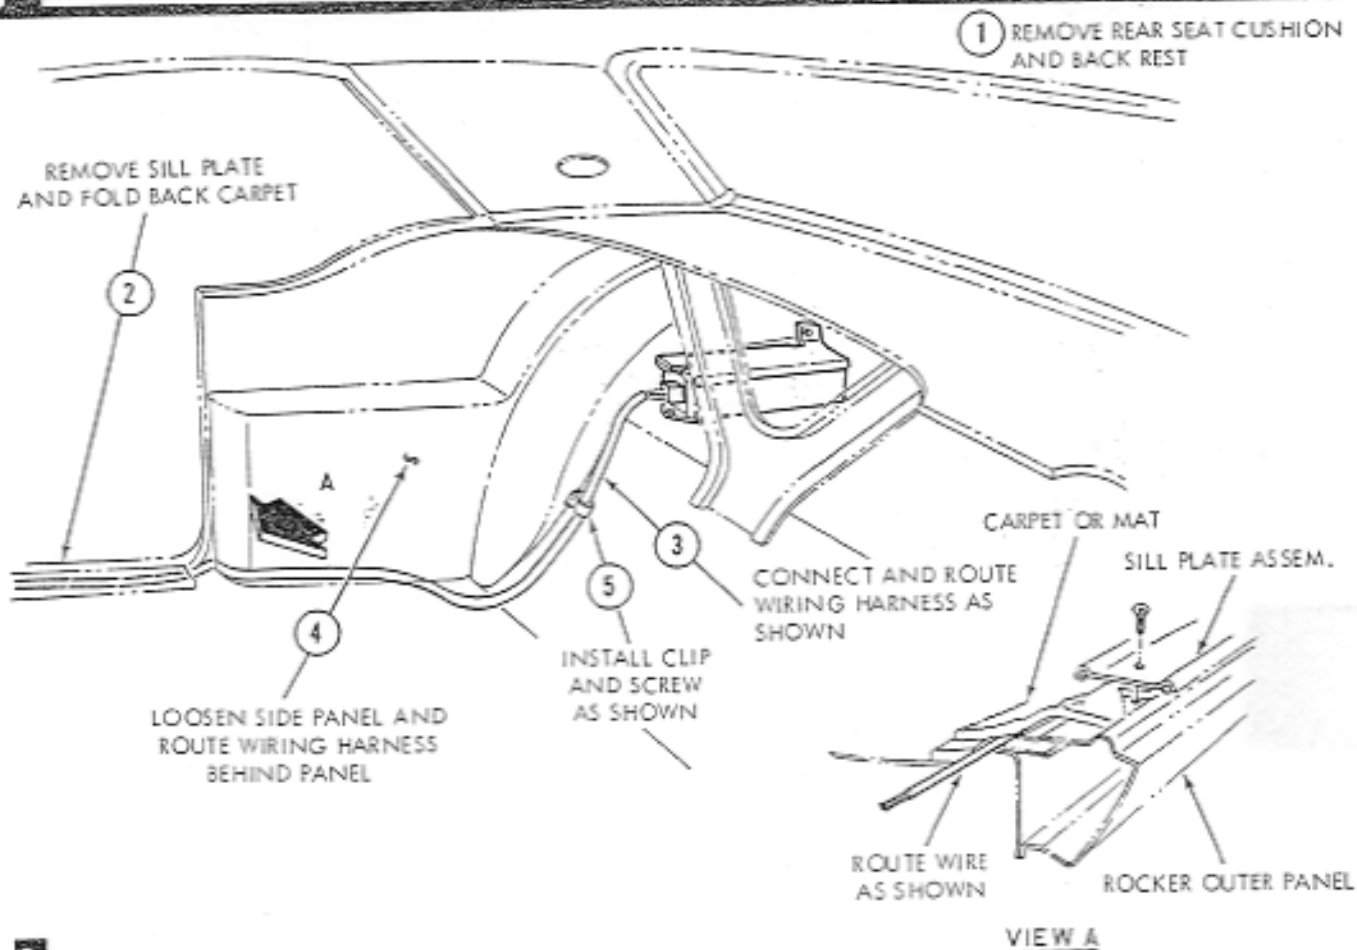 1 REMOVE REAR SEAT CUSHION
AND BACK REST
REMOVE SILL PLATE
AND FOLD BACK CARPET
2
A
3
CONNECT AND ROUTE
WIRING HARNESS AS
SHOWN
4
LOOSEN SIDE PANEL AND
ROUTE WIRING HARNESS
BEHIND PANEL
5
INSTALL CLIP
AND SCREW
AS SHOWN
CARPET OR MAT
SILL PLATE ASSEM.
ROUTE WIRE
AS SHOWN
ROCKER OUTER PANEL
VIEW A